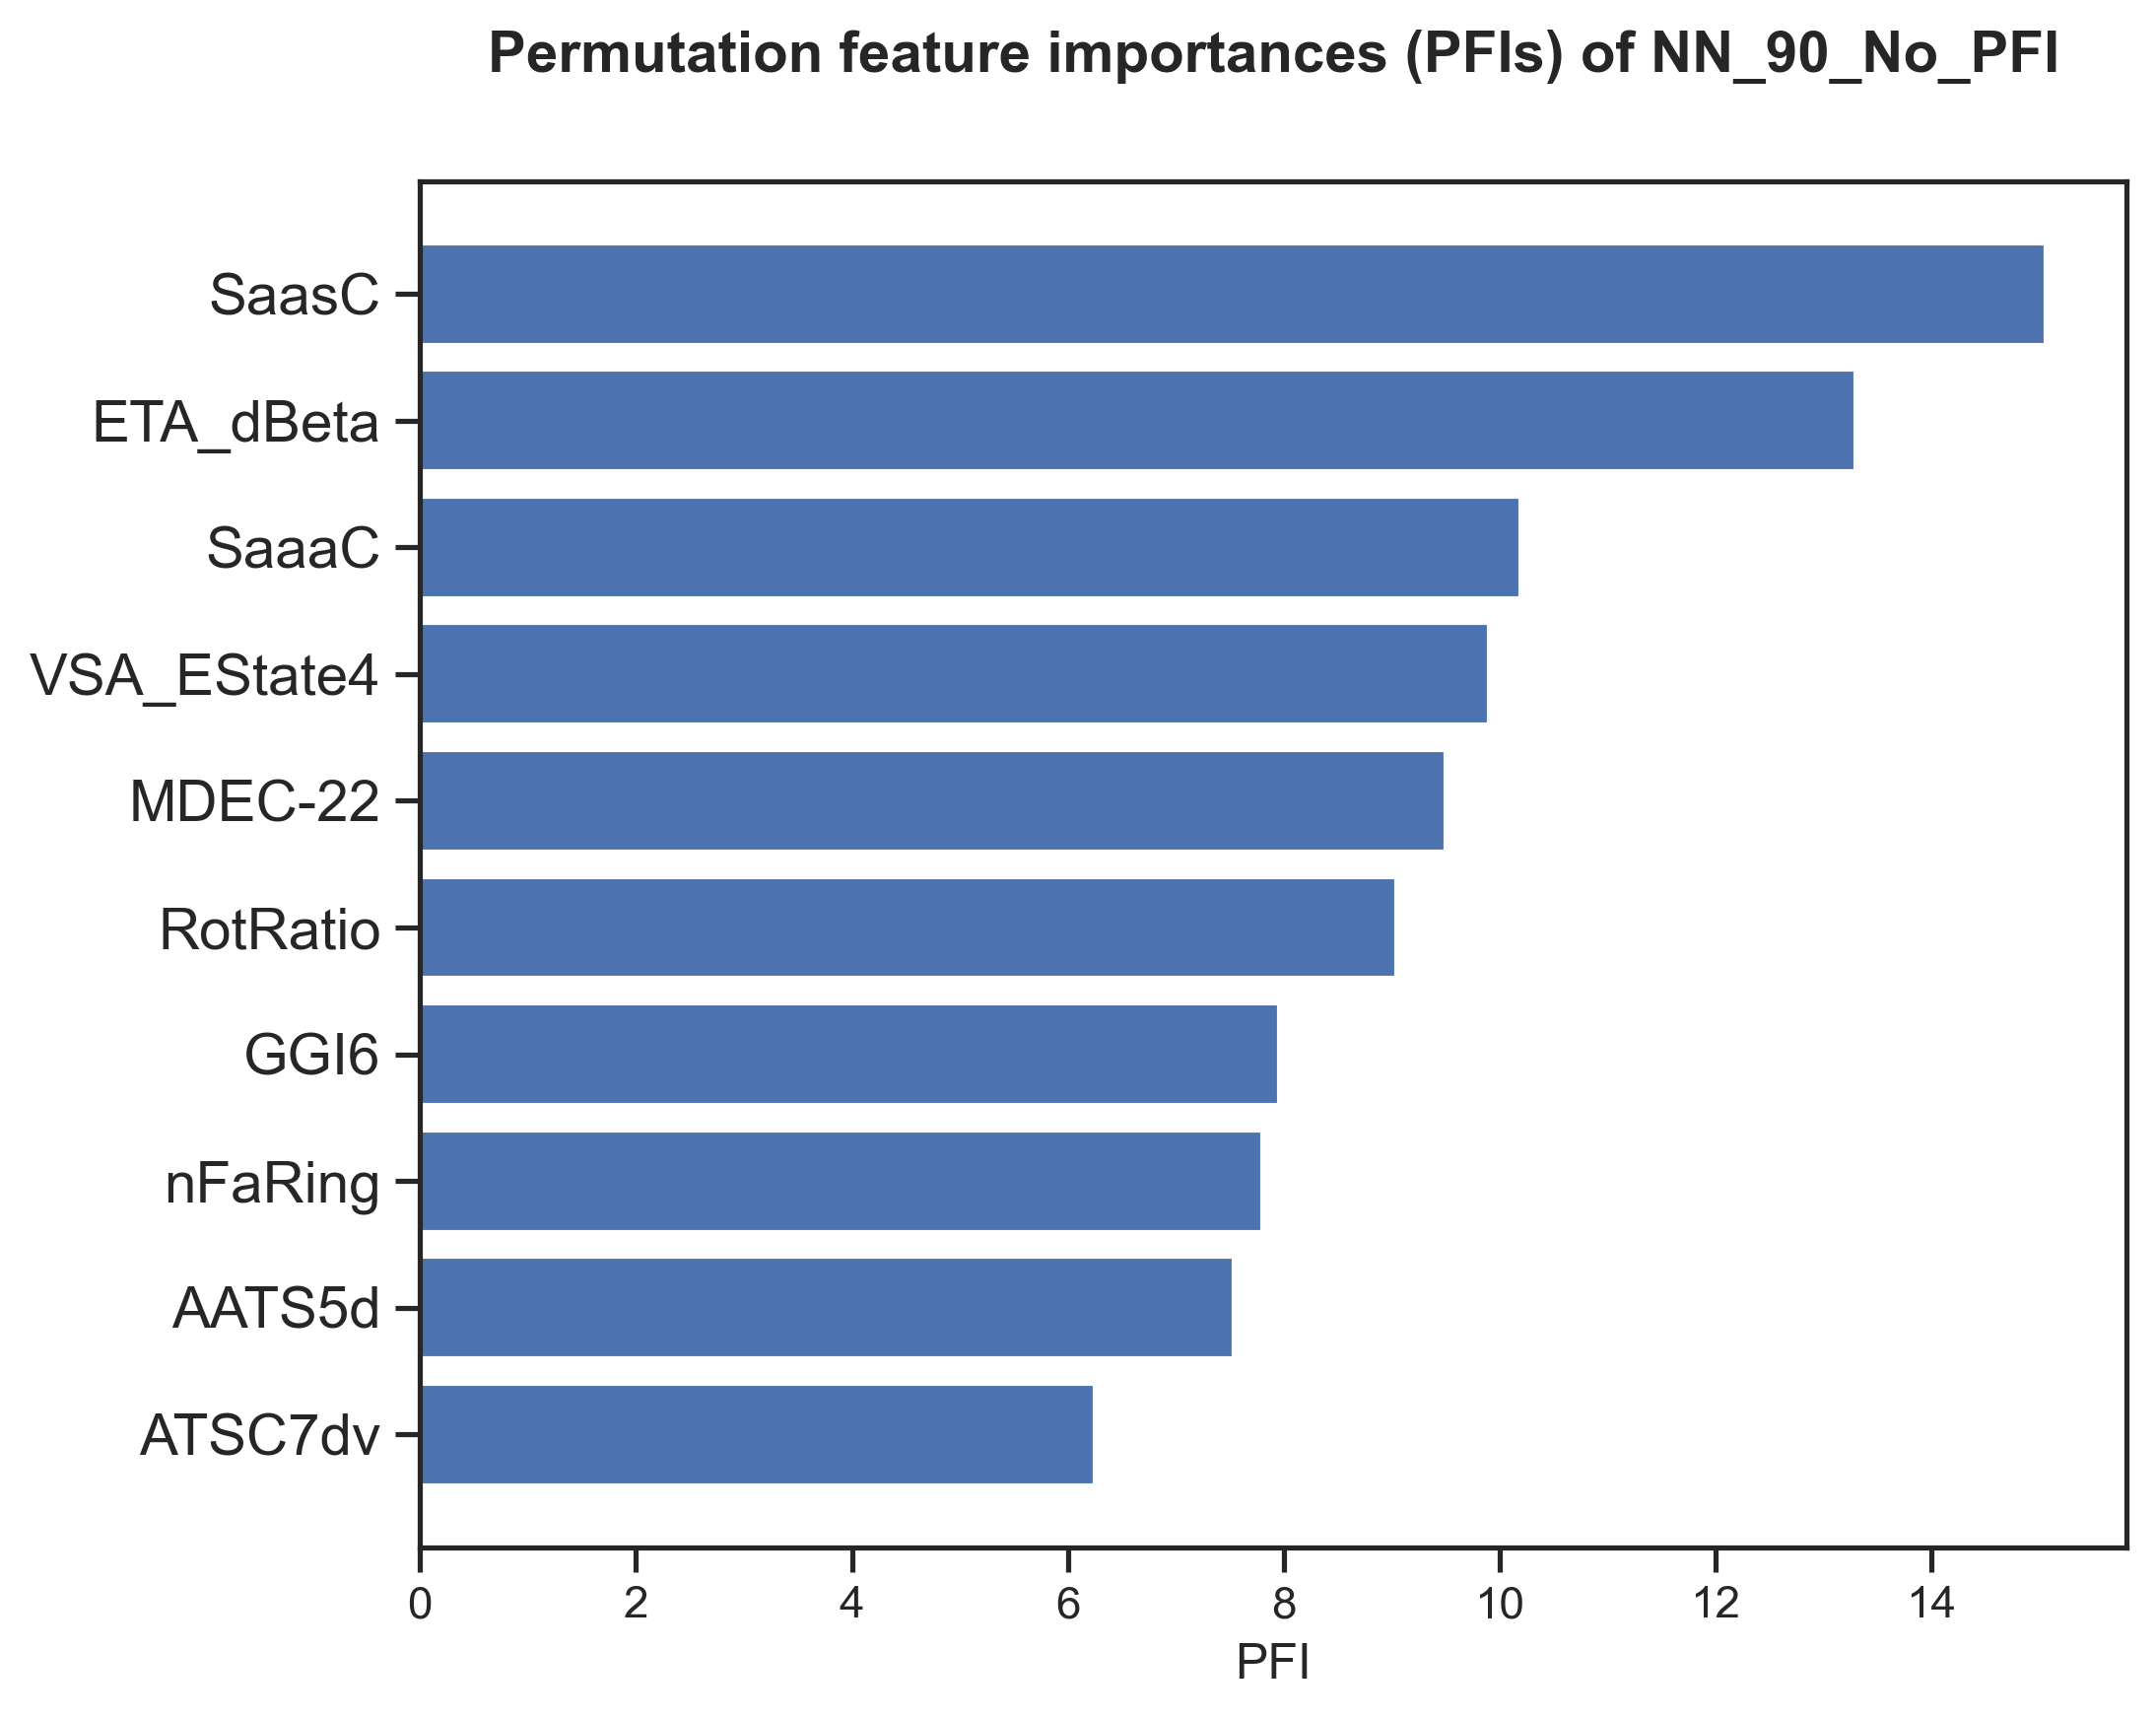 Permutation feature importances (PFIs) of NN_90_No_PFI
SaasC
ETA_dBeta
SaaaC
VSA_EState4
MDEC-22
RotRatio
GGI6
nFaRing
AATS5d
ATSC7dv
0 2 4 6 8 10 12 14
PFI